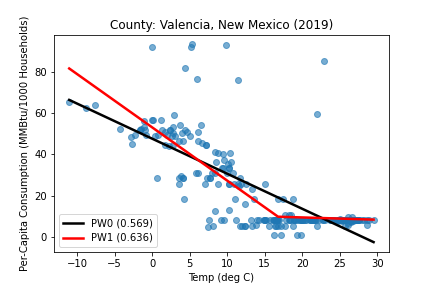 County: Valencia, New Mexico (2019)
Per-Capita Consumption (MMBtu/1000 Households)
80
60
40
20
0
PW0 (0.569)
PW1 (0.636)
−10 −5 0 5 10 15 20 25 30
Temp (deg C)